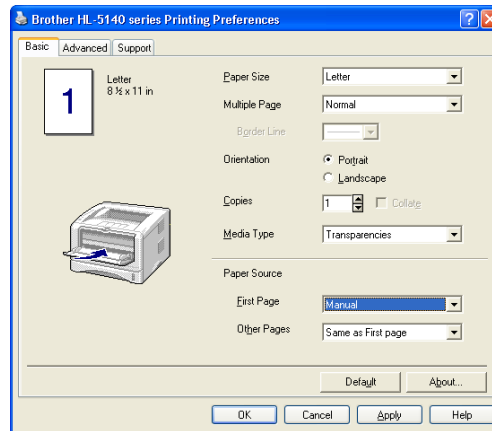 Brother HL-5140 series Printing Preferences
Basic Advanced Support
1
Letter
8 ½ x 11 in
Paper Size Letter
Multiple Page Normal
Border Line
Orientation Portrait
Landscape
Copies 1 Collate
Media Type Transparencies
Paper Source
First Page Manual
Other Pages Same as First page
Default About...
OK Cancel Apply Help